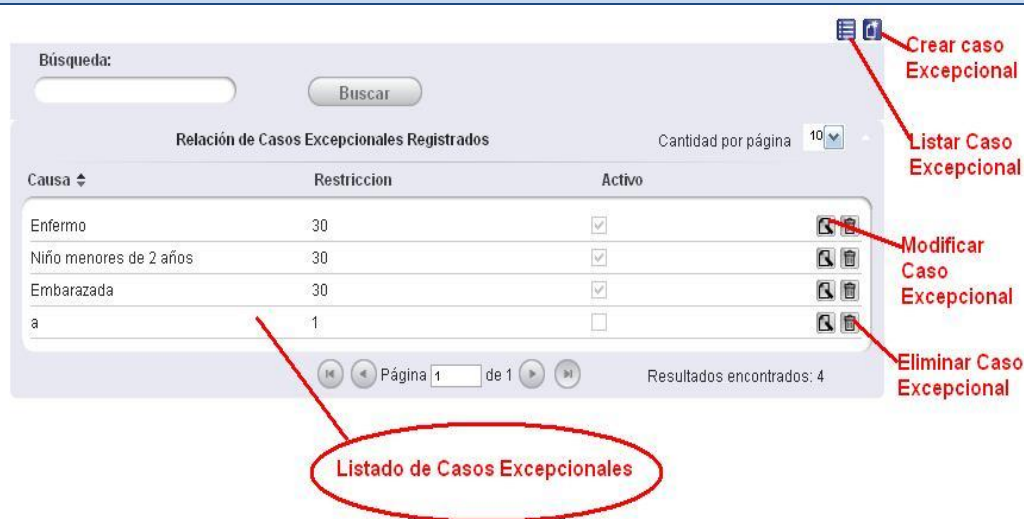 Crear caso
Excepcional
Búsqueda:
Buscar
Relación de Casos Excepcionales Registrados Cantidad por página 10
Listar Caso
Excepcional
Causa Restriccion Activo
Enfermo 30
Niño menores de 2 años 30
Embarazada 30
a 1
Modificar
Caso
Excepcional
Eliminar Caso
Excepcional
Página 1 de 1 Resultados encontrados: 4
Listado de Casos Excepcionales